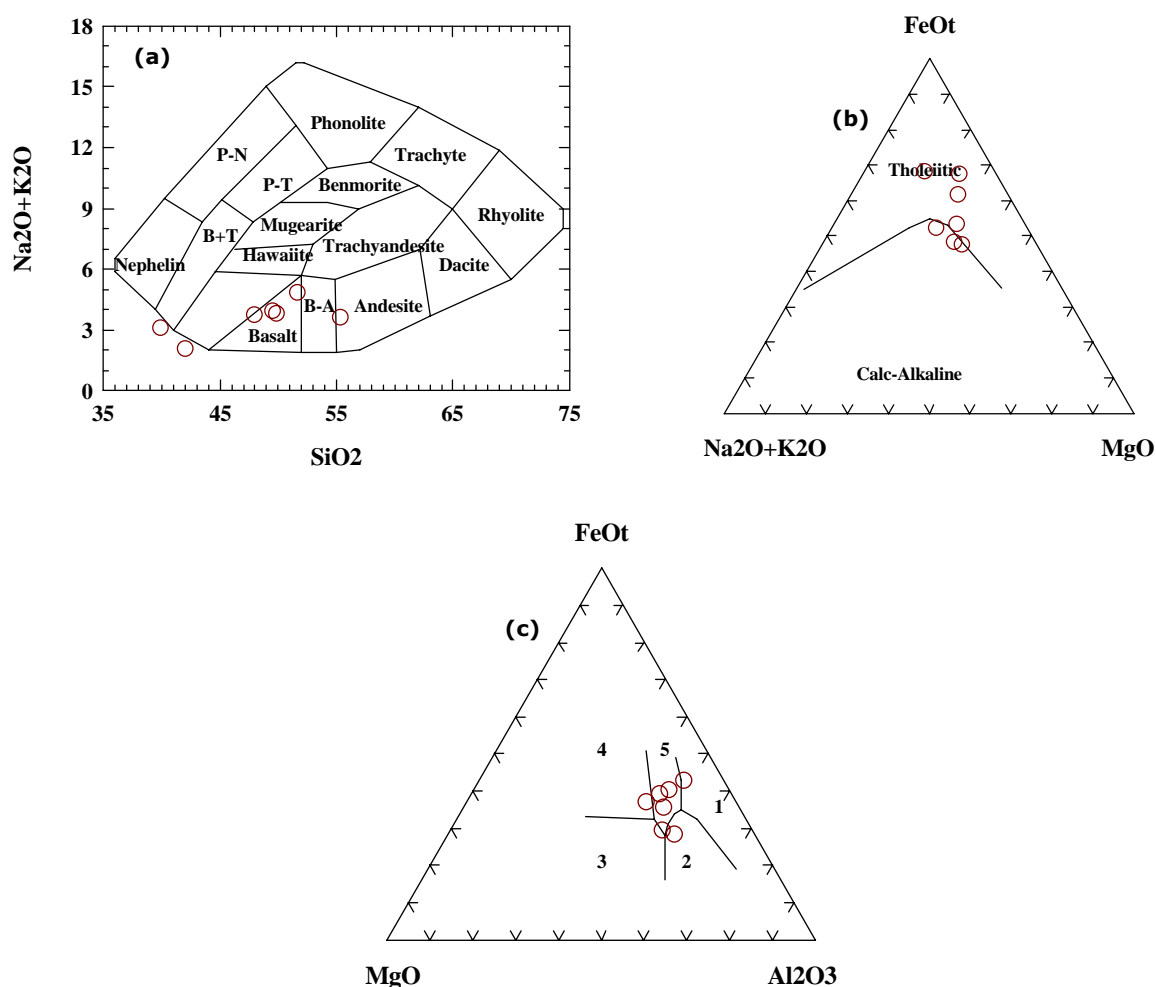 18
15
12
9
6
3
0
Na2O+K2O
(a)
Phonolite
P-N
Trachyte
P-T
Benmorite
Rhyolite
B+T
Mugearite
Trachyandesite
Hawaiite
Nephelin
Dacite
B-A
Andesite
Basalt
35
45
55
65
75
SiO2
FeOt
(b)
Tholeiitic
Calc-Alkaline
Na2O+K2O
MgO
FeOt
(c)
4
5
1
3
2
MgO
Al2O3